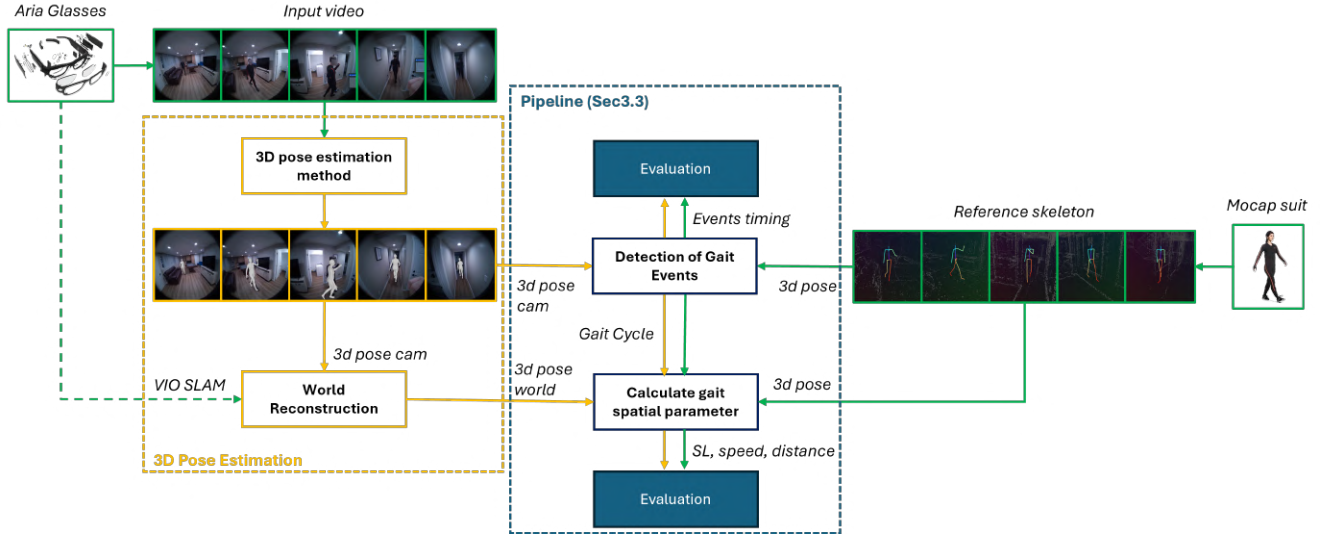 Aria Glasses
Input video
Pipeline (Sec3.3)
3D pose estimation
method
Evaluation
Events timing
Reference skeleton
Mocap suit
Detection of Gait
Events
3d pose
cam
3d pose
Gait Cycle
3d pose cam
VIO SLAM
World
Reconstruction
3d pose
world
Calculate gait
spatial parameter
3d pose
SL, speed, distance
3D Pose Estimation
Evaluation